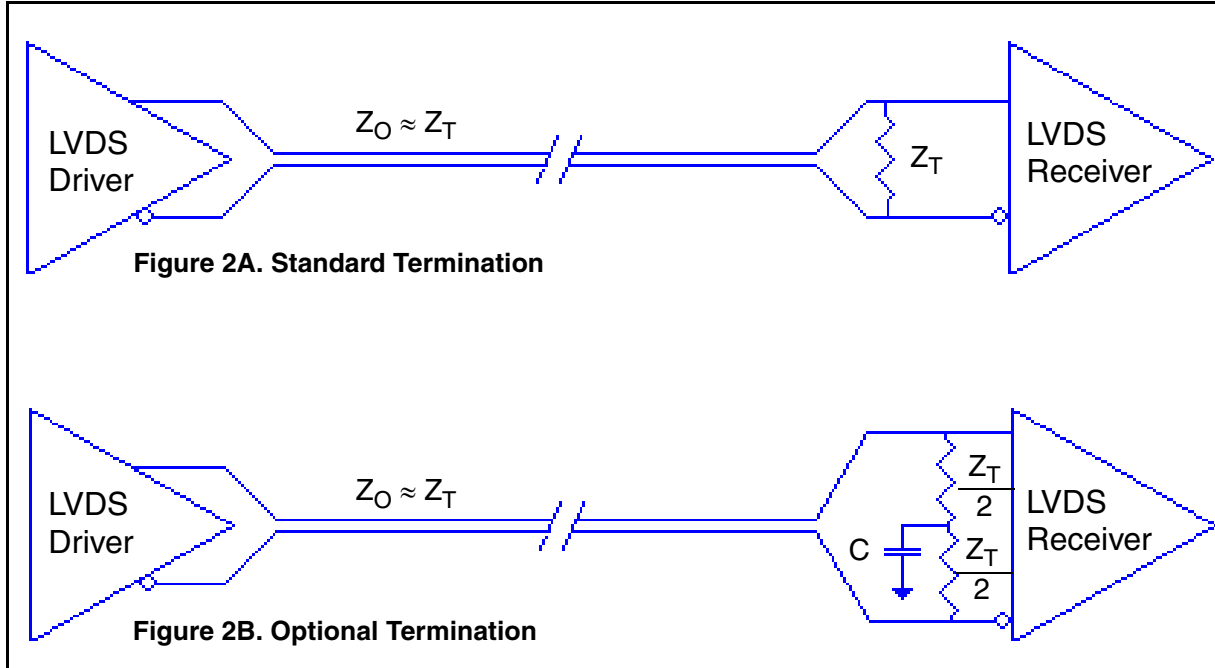 LVDS
Driver
Z_O ≈ Z_T
Z_T
LVDS
Receiver
Figure 2A. Standard Termination
LVDS
Driver
Z_O ≈ Z_T
C
Z_T
2
Z_T
2
LVDS
Receiver
Figure 2B. Optional Termination